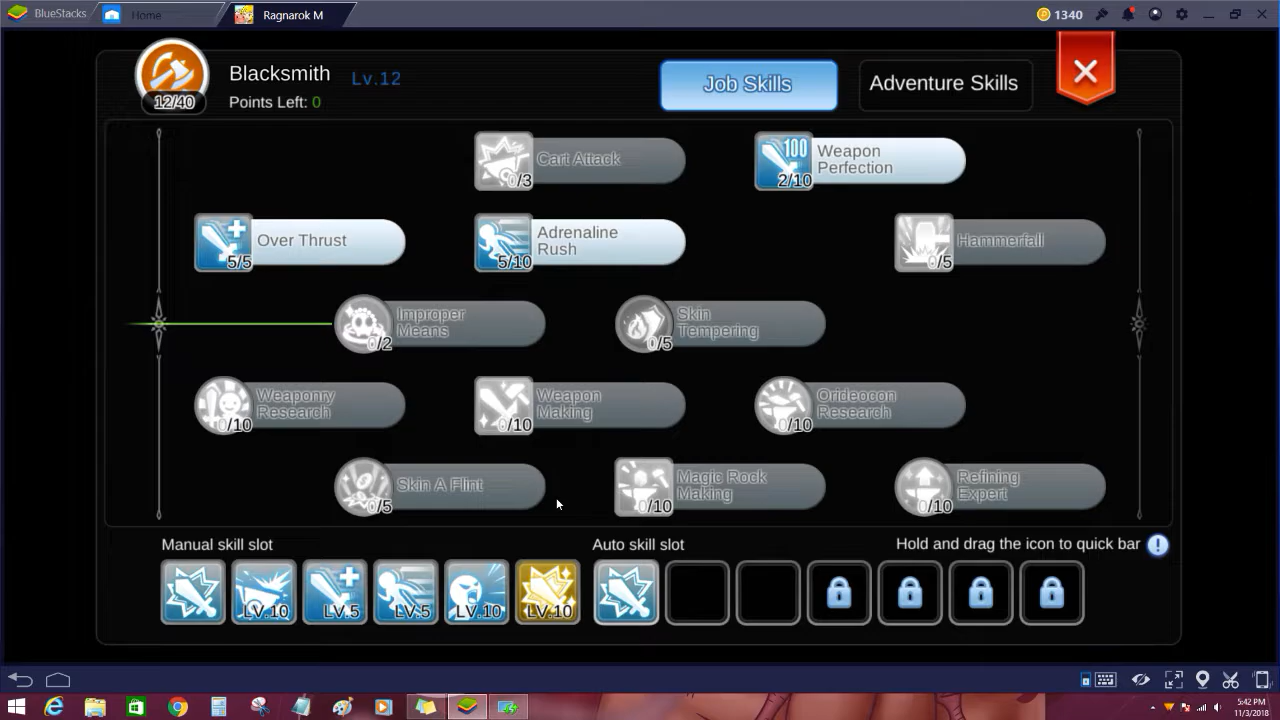 BlueStacks
Home
Ragnarok M
1340
Blacksmith
Lv.12
12/40
Points Left: 0
Job Skills
Adventure Skills
Cart Attack
0/3
100
Weapon
Perfection
2/10
Over Thrust
5/5
Adrenaline
Rush
5/10
Hammerfall
0/5
Improper
Means
0/2
Skin
Tempering
0/5
Weaponry
Research
0/10
Weapon
Making
0/10
Orideocon
Research
0/10
Skin A Flint
0/5
Magic Rock
Making
0/10
Refining
Expert
0/10
Manual skill slot
Auto skill slot
Hold and drag the icon to quick bar
LV.10
LV.5
LV.5
LV.10
LV.10
5:42 PM
11/3/2018